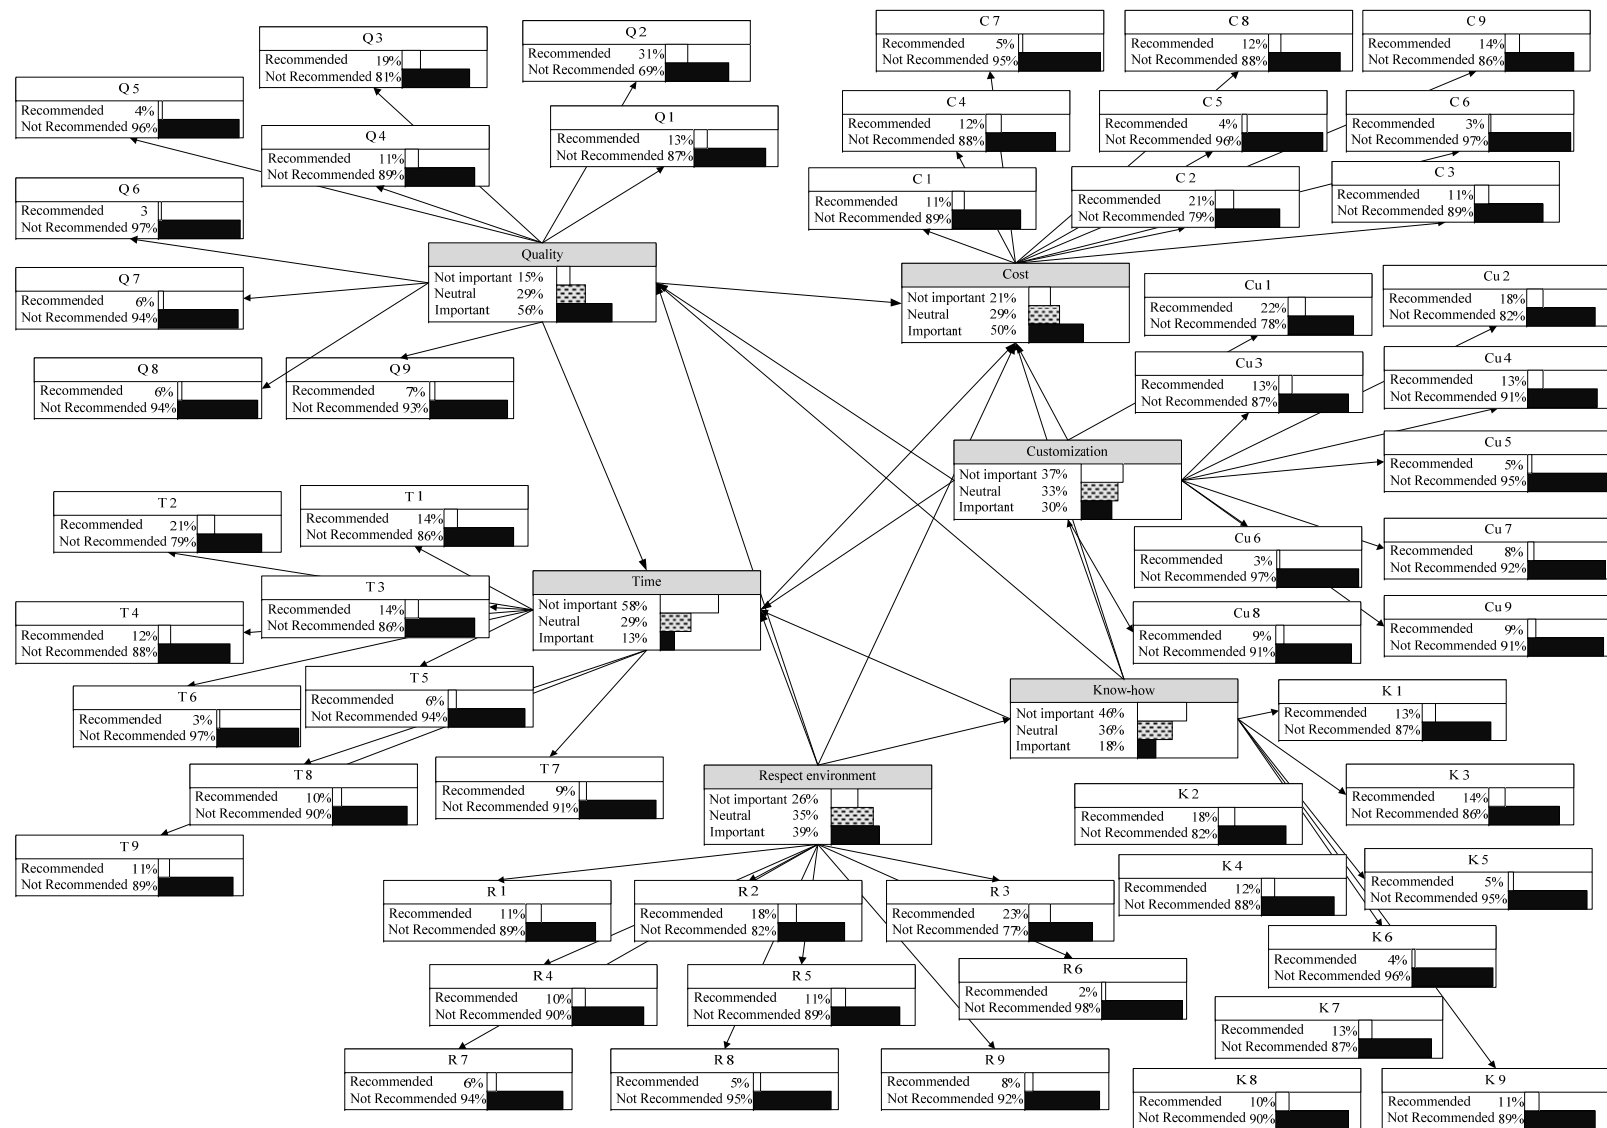 Q 3
Recommended 19%
Not Recommended 81%
Q 2
Recommended 31%
Not Recommended 69%
C 7
Recommended 5%
Not Recommended 95%
C 8
Recommended 12%
Not Recommended 88%
C 9
Recommended 14%
Not Recommended 86%
Q 5
Recommended 4%
Not Recommended 96%
Q 4
Recommended 11%
Not Recommended 89%
Q 1
Recommended 13%
Not Recommended 87%
C 4
Recommended 12%
Not Recommended 88%
C 5
Recommended 4%
Not Recommended 96%
C 6
Recommended 3%
Not Recommended 97%
Q 6
Recommended 3
Not Recommended 97%
C 1
Recommended 11%
Not Recommended 89%
C 2
Recommended 21%
Not Recommended 79%
C 3
Recommended 11%
Not Recommended 89%
Quality
Not important 15%
Neutral 29%
Important 56%
Cost
Not important 21%
Neutral 29%
Important 50%
Q 7
Recommended 6%
Not Recommended 94%
Cu 1
Recommended 22%
Not Recommended 78%
Cu 2
Recommended 18%
Not Recommended 82%
Q 8
Recommended 6%
Not Recommended 94%
Q 9
Recommended 7%
Not Recommended 93%
Cu 3
Recommended 13%
Not Recommended 87%
Cu 4
Recommended 13%
Not Recommended 91%
Customization
Not important 37%
Neutral 33%
Important 30%
Cu 5
Recommended 5%
Not Recommended 95%
T 2
Recommended 21%
Not Recommended 79%
T 1
Recommended 14%
Not Recommended 86%
Cu 6
Recommended 3%
Not Recommended 97%
Cu 7
Recommended 8%
Not Recommended 92%
Time
Not important 58%
Neutral 29%
Important 13%
T 3
Recommended 14%
Not Recommended 86%
T 4
Recommended 12%
Not Recommended 88%
Cu 8
Recommended 9%
Not Recommended 91%
Cu 9
Recommended 9%
Not Recommended 91%
T 6
Recommended 3%
Not Recommended 97%
T 5
Recommended 6%
Not Recommended 94%
Know-how
Not important 46%
Neutral 36%
Important 18%
K 1
Recommended 13%
Not Recommended 87%
T 8
Recommended 10%
Not Recommended 90%
T 7
Recommended 9%
Not Recommended 91%
Respect environment
Not important 26%
Neutral 35%
Important 39%
K 2
Recommended 18%
Not Recommended 82%
K 3
Recommended 14%
Not Recommended 86%
T 9
Recommended 11%
Not Recommended 89%
K 4
Recommended 12%
Not Recommended 88%
K 5
Recommended 5%
Not Recommended 95%
R 1
Recommended 11%
Not Recommended 89%
R 2
Recommended 18%
Not Recommended 82%
R 3
Recommended 23%
Not Recommended 77%
K 6
Recommended 4%
Not Recommended 96%
R 4
Recommended 10%
Not Recommended 90%
R 5
Recommended 11%
Not Recommended 89%
R 6
Recommended 2%
Not Recommended 98%
K 7
Recommended 13%
Not Recommended 87%
R 7
Recommended 6%
Not Recommended 94%
R 8
Recommended 5%
Not Recommended 95%
R 9
Recommended 8%
Not Recommended 92%
K 8
Recommended 10%
Not Recommended 90%
K 9
Recommended 11%
Not Recommended 89%